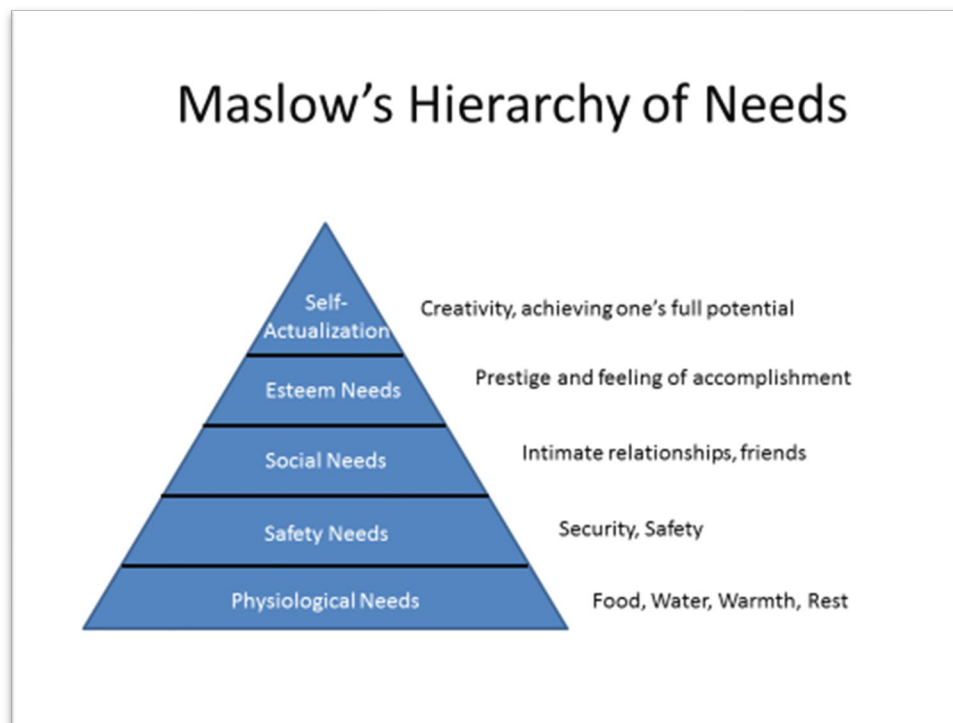 Maslow’s Hierarchy of Needs
Self-
Actualization
Creativity, achieving one’s full potential
Esteem Needs
Prestige and feeling of accomplishment
Social Needs
Intimate relationships, friends
Safety Needs
Security, Safety
Physiological Needs
Food, Water, Warmth, Rest